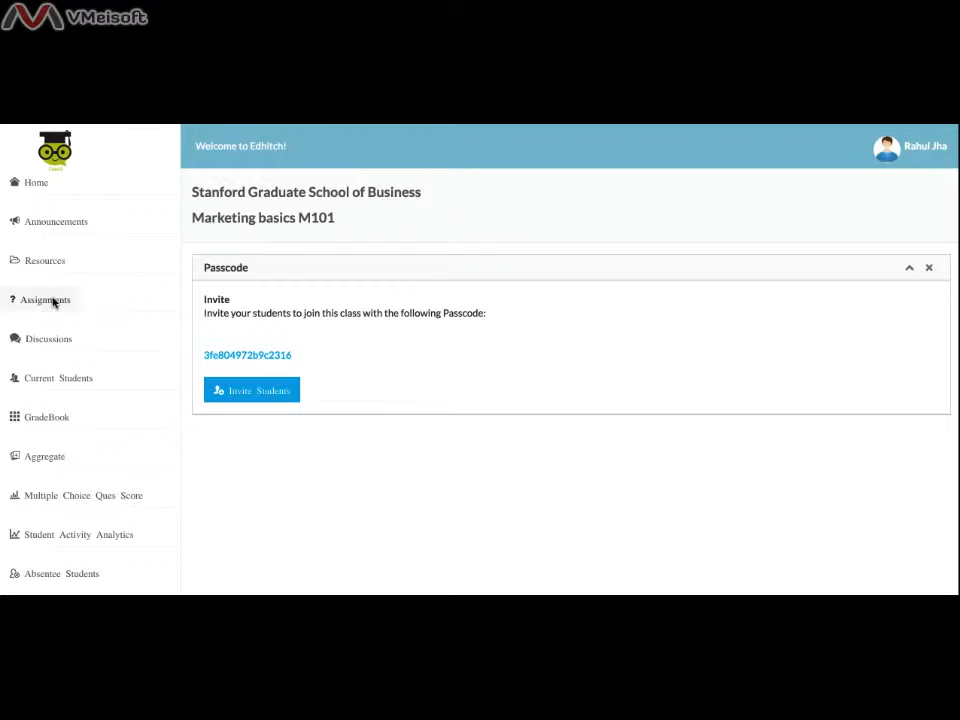 VMeisoft
Welcome to Edhitch!
Rahul Jha
Home
Announcements
Resources
? Assignments
Discussions
Current Students
GradeBook
Aggregate
Multiple Choice Ques Score
Student Activity Analytics
Absentee Students
Stanford Graduate School of Business
Marketing basics M101
Passcode
Invite
Invite your students to join this class with the following Passcode:
3fe804972b9c2316
Invite Students